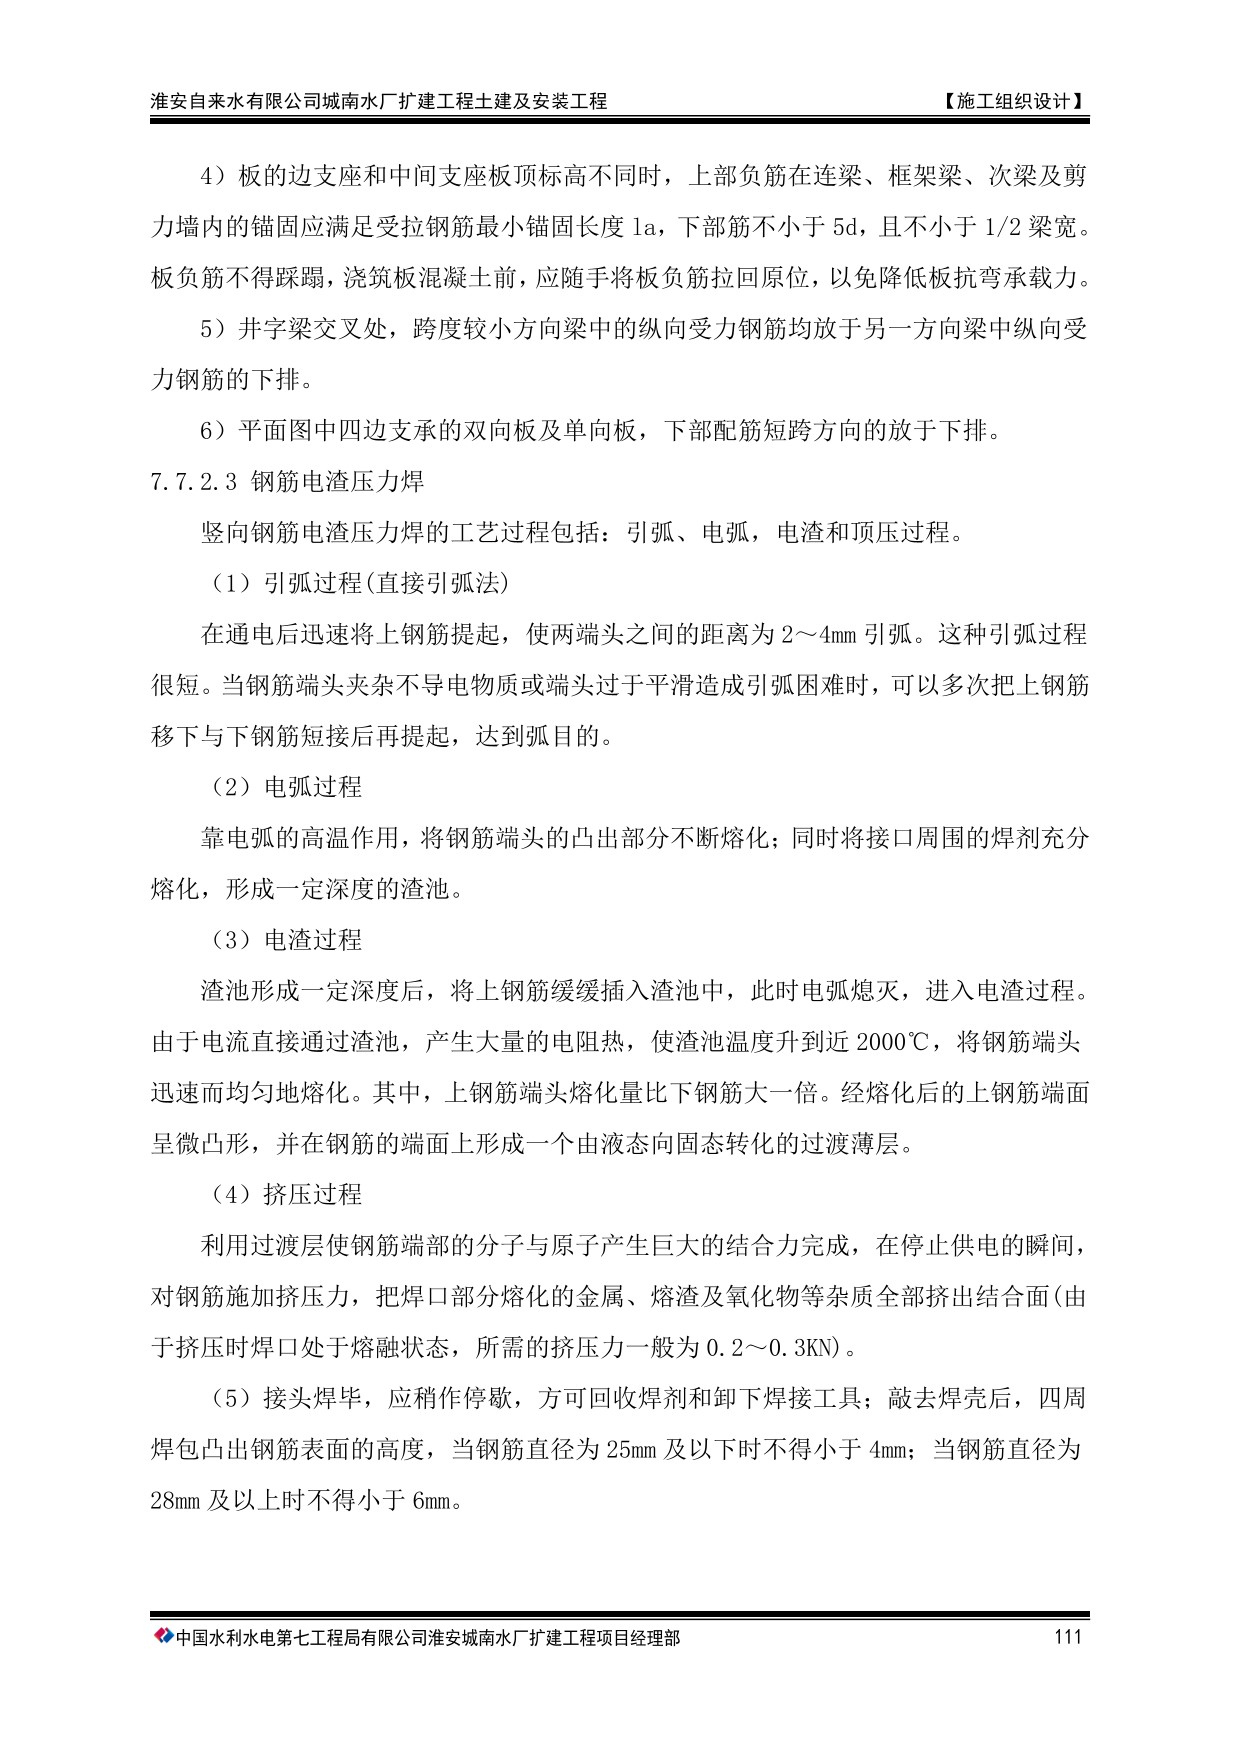 淮安自来水有限公司城南水厂扩建工程土建及安装工程 【施工组织设计】
4）板的边支座和中间支座板顶标高不同时，上部负筋在连梁、框架梁、次梁及剪
力墙内的锚固应满足受拉钢筋最小锚固长度 la，下部筋不小于 5d，且不小于 1/2 梁宽。
板负筋不得踩蹋，浇筑板混凝土前，应随手将板负筋拉回原位，以免降低板抗弯承载力。
5）井字梁交叉处，跨度较小方向梁中的纵向受力钢筋均放于另一方向梁中纵向受
力钢筋的下排。
6）平面图中四边支承的双向板及单向板，下部配筋短跨方向的放于下排。
7.7.2.3 钢筋电渣压力焊
竖向钢筋电渣压力焊的工艺过程包括：引弧、电弧，电渣和顶压过程。
（1）引弧过程(直接引弧法)
在通电后迅速将上钢筋提起，使两端头之间的距离为 2～4mm 引弧。这种引弧过程
很短。当钢筋端头夹杂不导电物质或端头过于平滑造成引弧困难时，可以多次把上钢筋
移下与下钢筋短接后再提起，达到弧目的。
（2）电弧过程
靠电弧的高温作用，将钢筋端头的凸出部分不断熔化；同时将接口周围的焊剂充分
熔化，形成一定深度的渣池。
（3）电渣过程
渣池形成一定深度后，将上钢筋缓缓插入渣池中，此时电弧熄灭，进入电渣过程。
由于电流直接通过渣池，产生大量的电阻热，使渣池温度升到近 2000℃，将钢筋端头
迅速而均匀地熔化。其中，上钢筋端头熔化量比下钢筋大一倍。经熔化后的上钢筋端面
呈微凸形，并在钢筋的端面上形成一个由液态向固态转化的过渡薄层。
（4）挤压过程
利用过渡层使钢筋端部的分子与原子产生巨大的结合力完成，在停止供电的瞬间，
对钢筋施加挤压力，把焊口部分熔化的金属、熔渣及氧化物等杂质全部挤出结合面(由
于挤压时焊口处于熔融状态，所需的挤压力一般为 0.2～0.3KN)。
（5）接头焊毕，应稍作停歇，方可回收焊剂和卸下焊接工具；敲去焊壳后，四周
焊包凸出钢筋表面的高度，当钢筋直径为 25mm 及以下时不得小于 4mm；当钢筋直径为
28mm 及以上时不得小于 6mm。
中国水利水电第七工程局有限公司淮安城南水厂扩建工程项目经理部 111